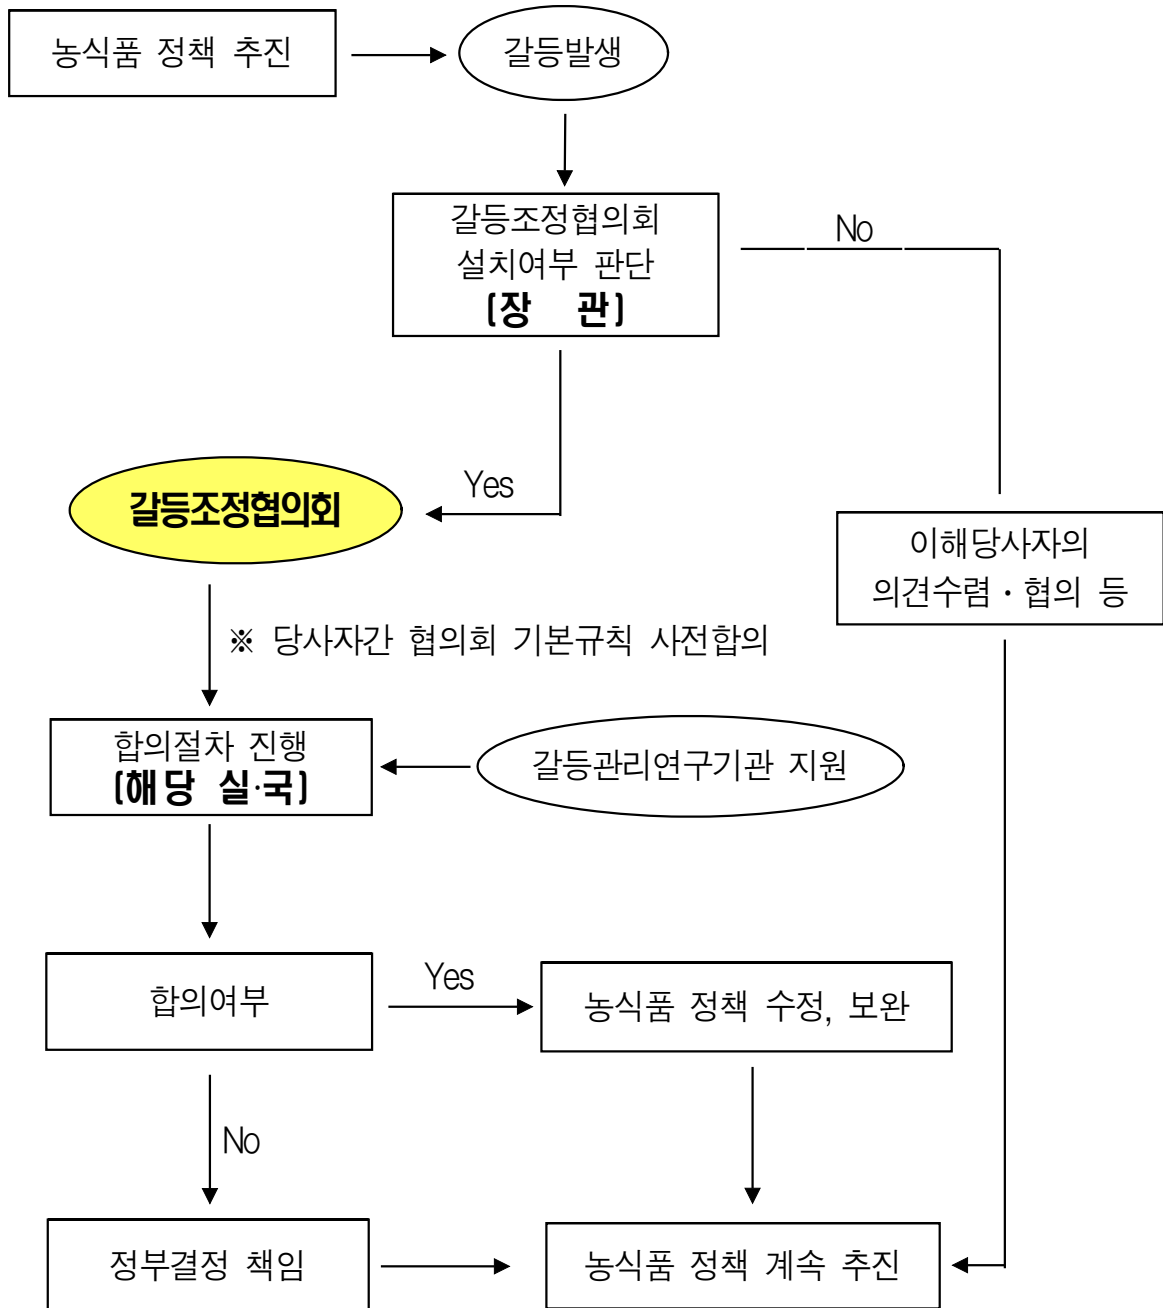 농식품 정책 추진
갈등발생
갈등조정협의회
설치여부 판단
(장 관)
No
Yes
갈등조정협의회
이해당사자의
의견수렴·협의 등
※ 당사자간 협의회 기본규칙 사전합의
합의절차 진행
(해당 실·국)
갈등관리연구기관 지원
합의여부
Yes
농식품 정책 수정, 보완
No
정부결정 책임
농식품 정책 계속 추진